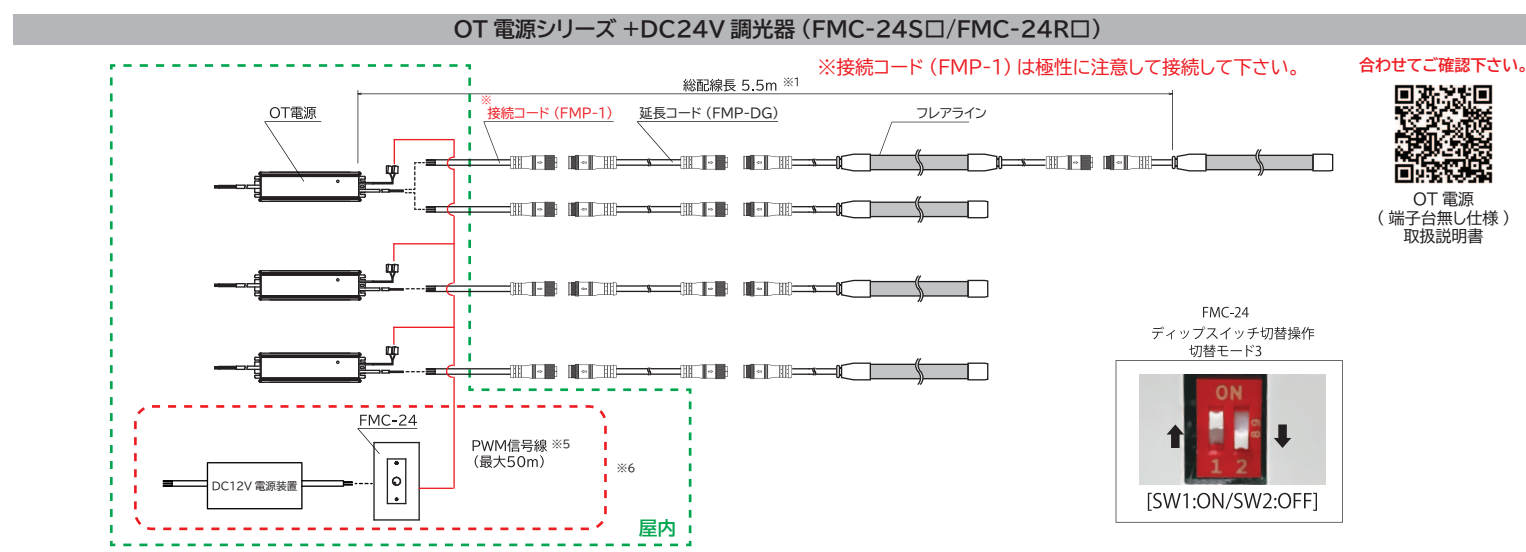 OT 電源シリーズ +DC24V 調光器 (FMC-24S□/FMC-24R□)
※接続コード (FMP-1) は極性に注意して接続して下さい。
合わせてご確認下さい。
総配線長 5.5m ※1
OT電源
※
接続コード (FMP-1)
延長コード (FMP-DG)
フレアライン
OT 電源
( 端子台無し仕様 )
取扱説明書
FMC-24
ディップスイッチ切替操作
切替モード3
ON
1 2
89
[SW1:ON/SW2:OFF]
FMC-24
PWM信号線 ※5
(最大50m)
※6
DC12V 電源装置
屋内